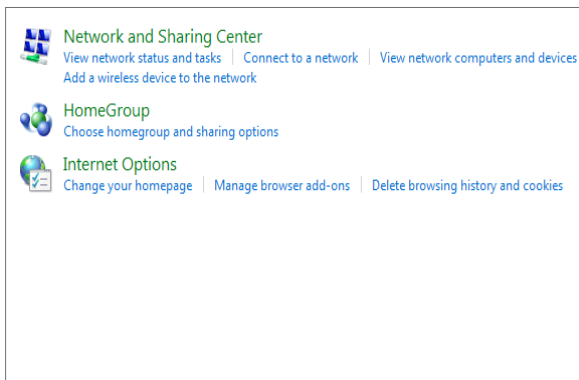 Network and Sharing Center
View network status and tasks | Connect to a network | View network computers and devices
Add a wireless device to the network
HomeGroup
Choose homegroup and sharing options
Internet Options
Change your homepage | Manage browser add-ons | Delete browsing history and cookies